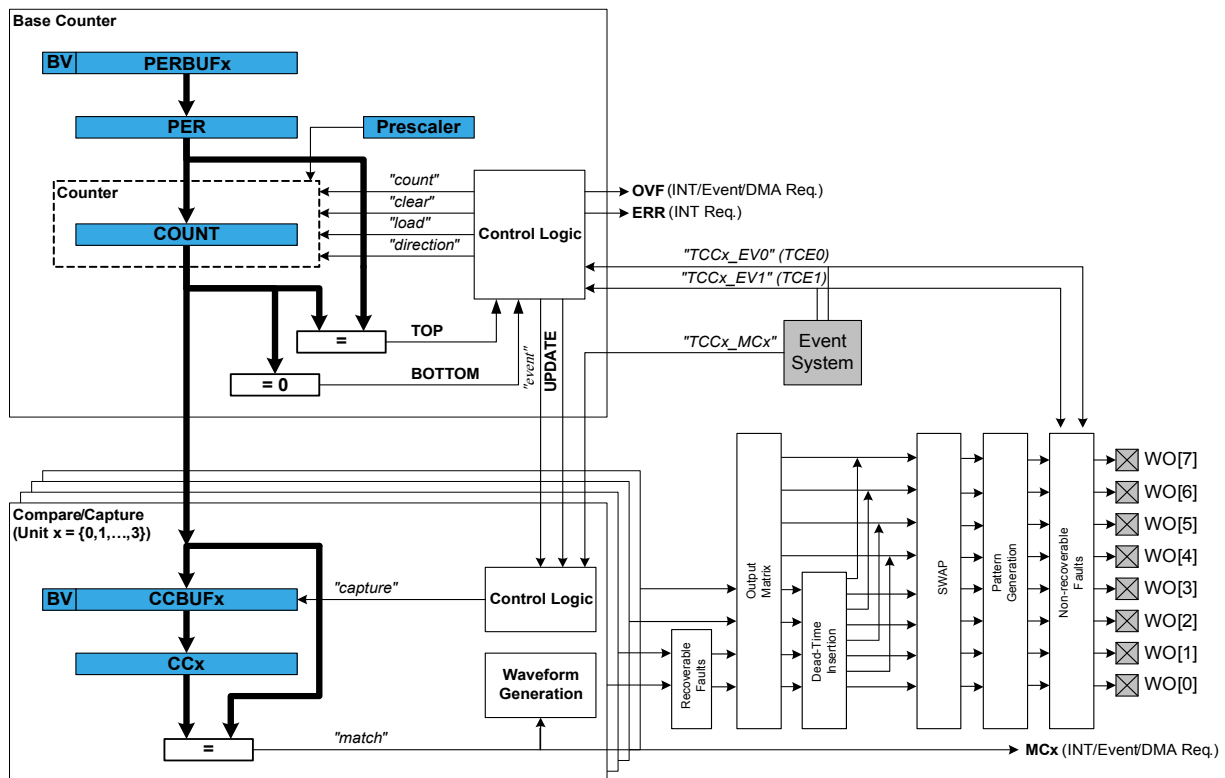 Base Counter
BV PERBUFx
PER
Prescaler
Counter
COUNT
"count"
"clear"
"load"
"direction"
Control Logic
OVF (INT/Event/DMA Req.)
ERR (INT Req.)
"TCCx_EV0" (TCE0)
"TCCx_EV1" (TCE1)
"TCCx_MCx"
Event
System
=
TOP
= 0
BOTTOM
"event"
UPDATE
Compare/Capture
(Unit x = {0,1,…,3})
BV CCBUFx
"capture"
Control Logic
CCx
Waveform
Generation
=
"match"
Recoverable
Faults
Output
Matrix
Dead-Time
Insertion
SWAP
Pattern
Generation
Non-recoverable
Faults
WO[7]
WO[6]
WO[5]
WO[4]
WO[3]
WO[2]
WO[1]
WO[0]
MCx (INT/Event/DMA Req.)